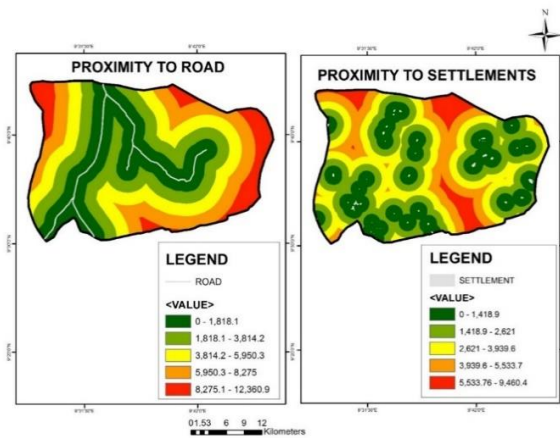 N
PROXIMITY TO ROAD
LEGEND
ROAD
<VALUE>
0 - 1,818.1
1,818.1 - 3,814.2
3,814.2 - 5,950.3
5,950.3 - 8,275
8,275.1 - 12,360.9
PROXIMITY TO SETTLEMENTS
LEGEND
SETTLEMENT
<VALUE>
0 - 1,418.9
1,418.9 - 2,621
2,621 - 3,939.6
3,939.6 - 5,533.7
5,533.76 - 9,460.4
0 1.5 3 6 9 12
Kilometers